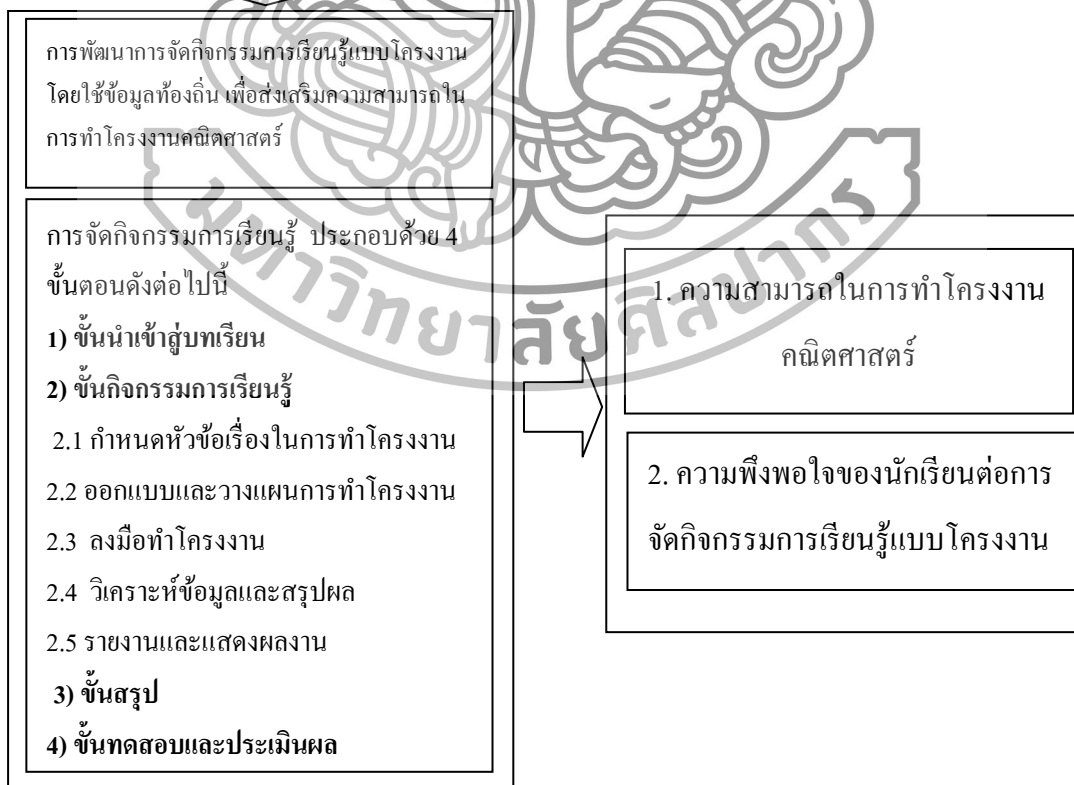 การพัฒนาการจัดกิจกรรมการเรียนรู้แบบโครงงาน
โดยใช้ข้อมูลท้องถิ่น เพื่อส่งเสริมความสามารถใน
การทำโครงงานคณิตศาสตร์
การจัดกิจกรรมการเรียนรู้ ประกอบด้วย 4
ขั้นตอนดังต่อไปนี้
1) ขั้นนำเข้าสู่บทเรียน
2) ขั้นกิจกรรมการเรียนรู้
2.1 กำหนดหัวข้อเรื่องในการทำโครงงาน
2.2 ออกแบบและวางแผนการทำโครงงาน
2.3 ลงมือทำโครงงาน
2.4 วิเคราะห์ข้อมูลและสรุปผล
2.5 รายงานและแสดงผลงาน
3) ขั้นสรุป
4) ขั้นทดสอบและประเมินผล
1. ความสามารถในการทำโครงงาน
คณิตศาสตร์
2. ความพึงพอใจของนักเรียนต่อการ
จัดกิจกรรมการเรียนรู้แบบโครงงาน
มหาวิทยาลัยศิลปากร